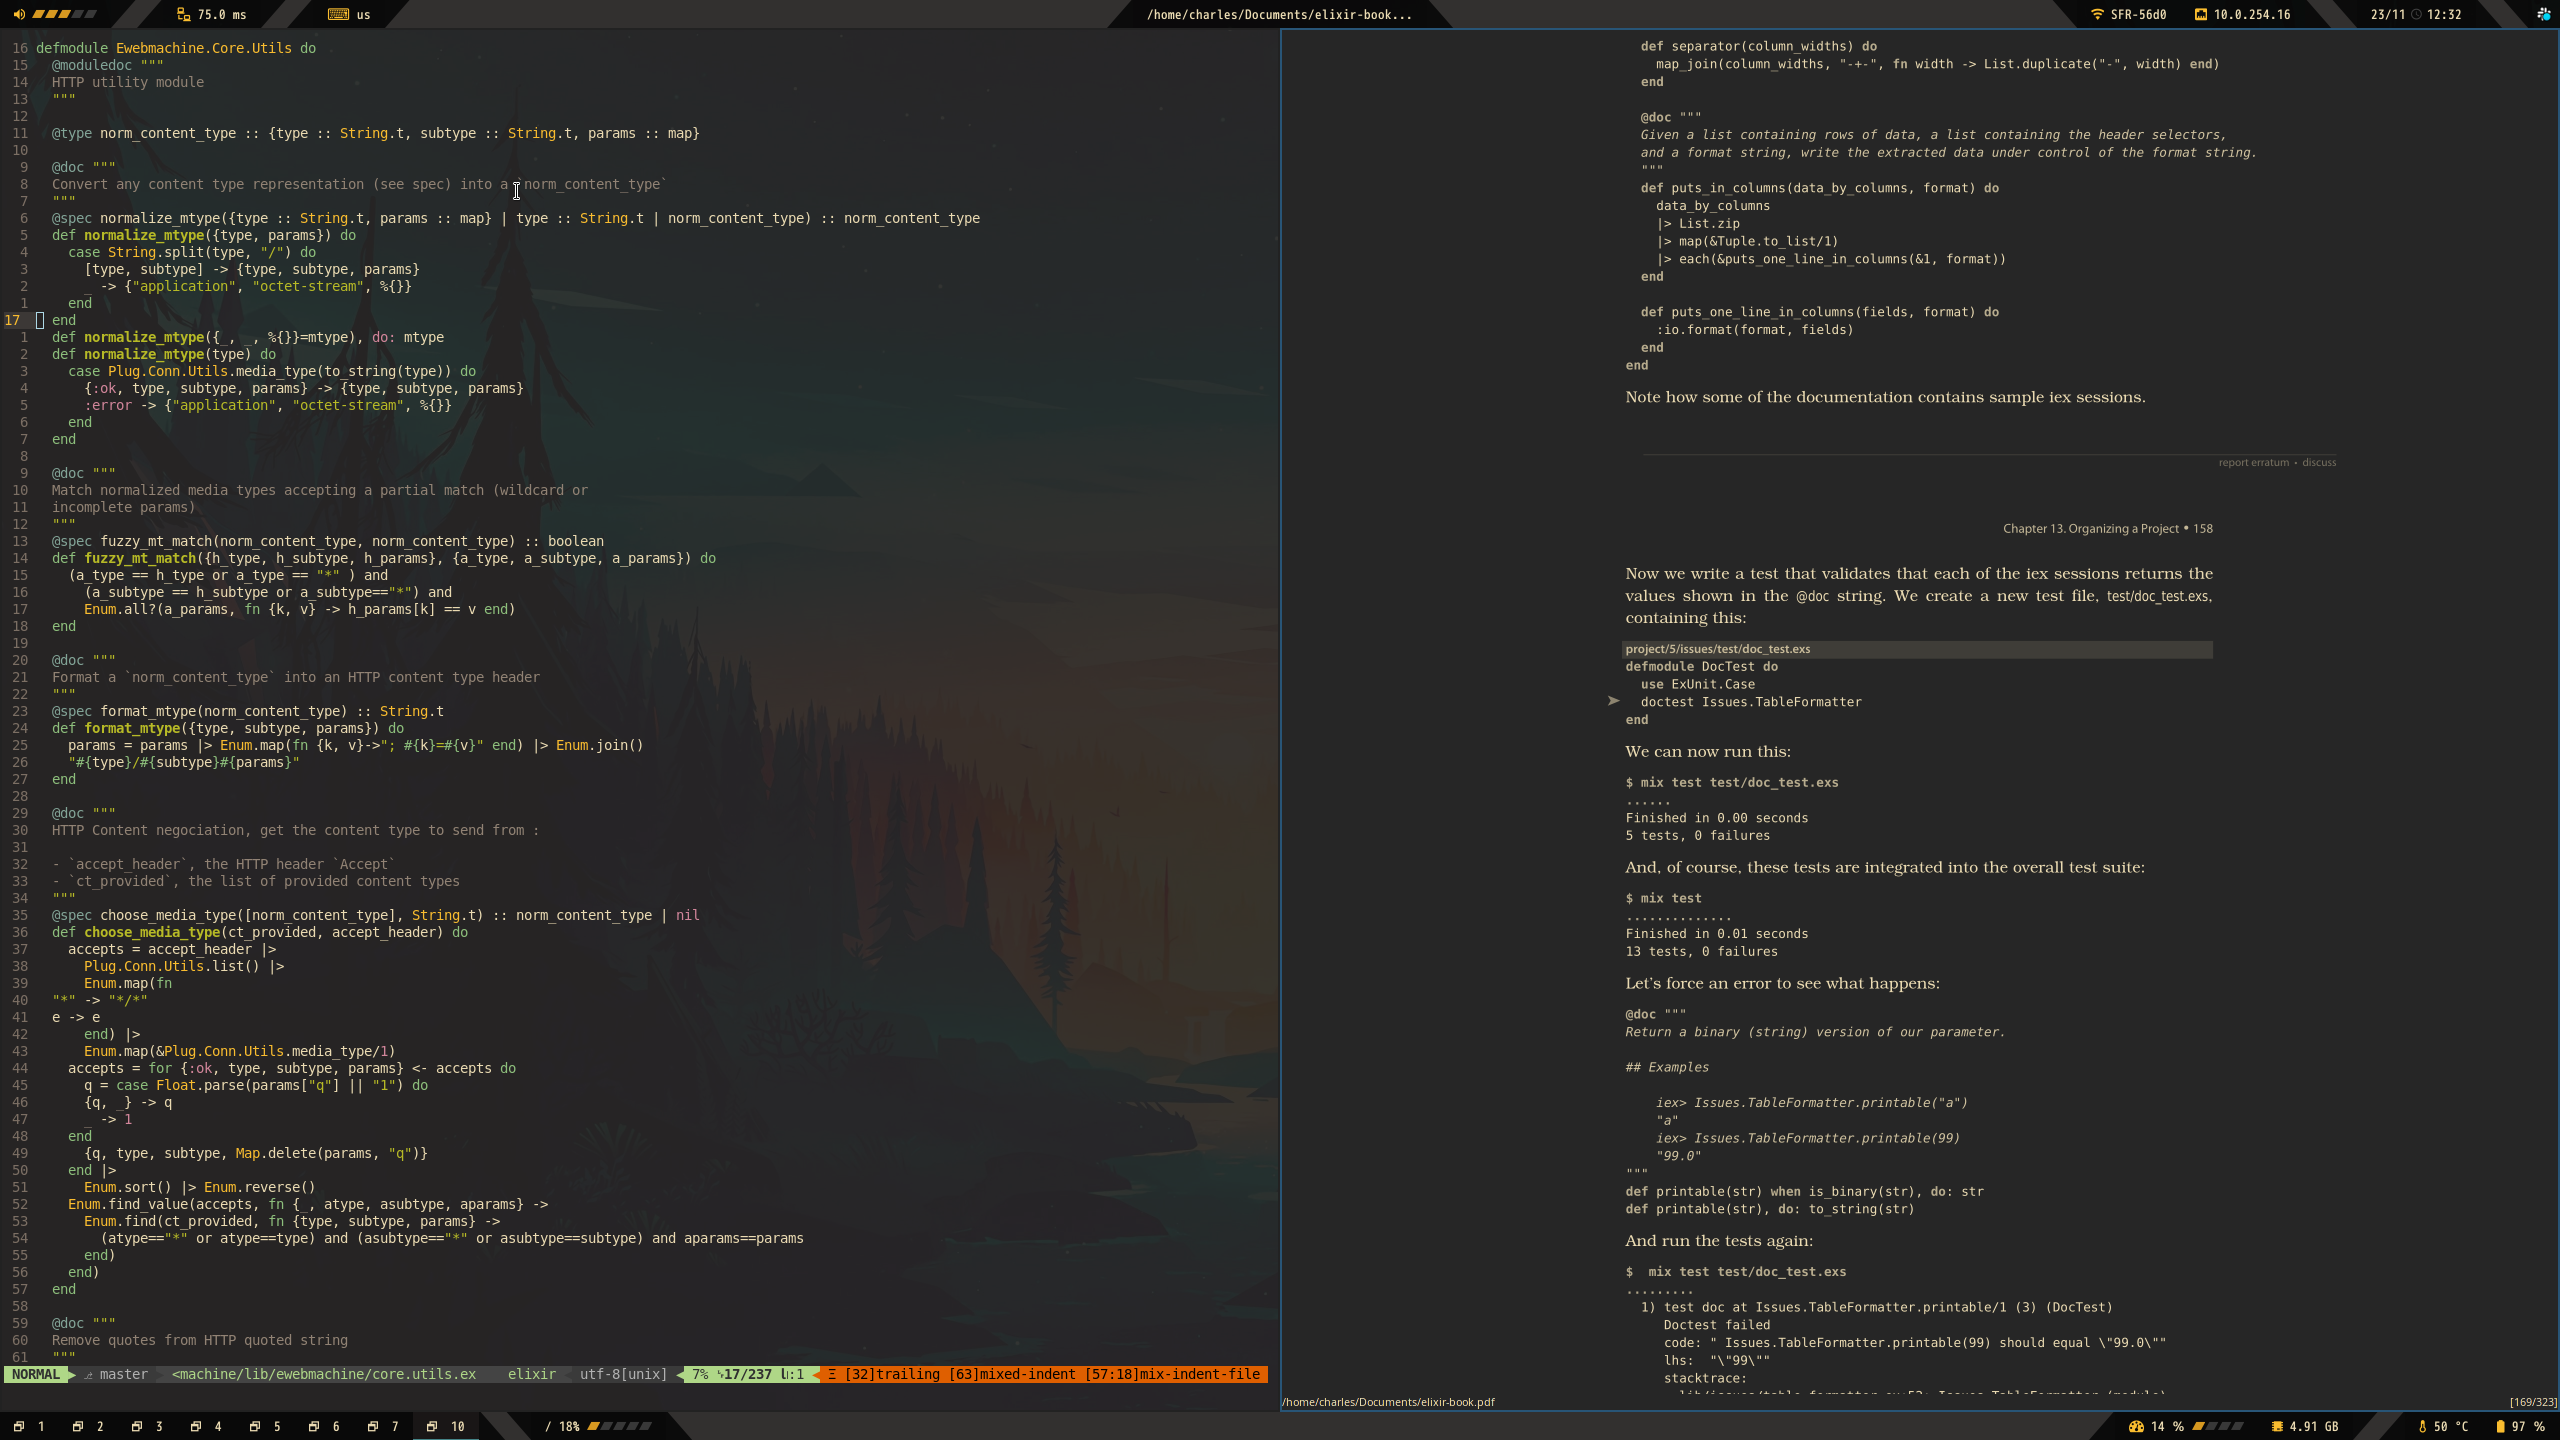 75.0 ms
us
/home/charles/Documents/elixir-book...
SFR-56d0
10.0.254.16
23/11 12:32
16 defmodule Ewebmachine.Core.Utils do
15   @moduledoc """
14   HTTP utility module
13   """
12
11   @type norm_content_type :: {type :: String.t, subtype :: String.t, params :: map}
10
9   @doc """
8   Convert any content type representation (see spec) into a `norm_content_type`
7   """
6   @spec normalize_mtype({type :: String.t, params :: map} | type :: String.t | norm_content_type) :: norm_content_type
5   def normalize_mtype({type, params}) do
4     case String.split(type, "/") do
3       [type, subtype] -> {type, subtype, params}
2       _ -> {"application", "octet-stream", %{}}
1     end
17   end
1   def normalize_mtype({_, _, %{}}=mtype), do: mtype
2   def normalize_mtype(type) do
3     case Plug.Conn.Utils.media_type(to_string(type)) do
4       {:ok, type, subtype, params} -> {type, subtype, params}
5       :error -> {"application", "octet-stream", %{}}
6     end
7   end
8
9   @doc """
10   Match normalized media types accepting a partial match (wildcard or
11   incomplete params)
12   """
13   @spec fuzzy_mt_match(norm_content_type, norm_content_type) :: boolean
14   def fuzzy_mt_match({h_type, h_subtype, h_params}, {a_type, a_subtype, a_params}) do
15     (a_type == h_type or a_type == "*" ) and
16       (a_subtype == h_subtype or a_subtype=="*") and
17       Enum.all?(a_params, fn {k, v} -> h_params[k] == v end)
18   end
19
20   @doc """
21   Format a `norm_content_type` into an HTTP content type header
22   """
23   @spec format_mtype(norm_content_type) :: String.t
24   def format_mtype({type, subtype, params}) do
25     params = params |> Enum.map(fn {k, v}->"; #{k}=#{v}" end) |> Enum.join()
26     "#{type}/#{subtype}#{params}"
27   end
28
29   @doc """
30   HTTP Content negociation, get the content type to send from :
31
32   - `accept_header`, the HTTP header `Accept`
33   - `ct_provided`, the list of provided content types
34   """
35   @spec choose_media_type([norm_content_type], String.t) :: norm_content_type | nil
36   def choose_media_type(ct_provided, accept_header) do
37     accepts = accept_header |>
38       Plug.Conn.Utils.list() |>
39       Enum.map(fn
40   "*" -> "*/*"
41   e -> e
42       end) |>
43       Enum.map(&Plug.Conn.Utils.media_type/1)
44     accepts = for {:ok, type, subtype, params} <- accepts do
45       q = case Float.parse(params["q"] || "1") do
46       {q, _} -> q
47       _ -> 1
48     end
49       {q, type, subtype, Map.delete(params, "q")}
50     end |>
51       Enum.sort() |> Enum.reverse()
52     Enum.find_value(accepts, fn {_, atype, asubtype, aparams} ->
53       Enum.find(ct_provided, fn {type, subtype, params} ->
54         (atype=="*" or atype==type) and (asubtype=="*" or asubtype==subtype) and aparams==params
55       end)
56     end)
57   end
58
59   @doc """
60   Remove quotes from HTTP quoted string
61   """
NORMAL master <machine/lib/ewebmachine/core.utils.ex elixir utf-8[unix] 7% 17/237 :1 Ξ [32]trailing [63]mixed-indent [57:18]mix-indent-file
def separator(column_widths) do
  map_join(column_widths, "-+-", fn width -> List.duplicate("-", width) end)
end
@doc """
Given a list containing rows of data, a list containing the header selectors,
and a format string, write the extracted data under control of the format string.
"""
def puts_in_columns(data_by_columns, format) do
  data_by_columns
  |> List.zip
  |> map(&Tuple.to_list/1)
  |> each(&puts_one_line_in_columns(&1, format))
end
def puts_one_line_in_columns(fields, format) do
  :io.format(format, fields)
end
end
Note how some of the documentation contains sample iex sessions.
report erratum • discuss
Chapter 13. Organizing a Project • 158
Now we write a test that validates that each of the iex sessions returns the
values shown in the @doc string. We create a new test file, test/doc_test.exs,
containing this:
project/5/issues/test/doc_test.exs
defmodule DocTest do
  use ExUnit.Case
➤ doctest Issues.TableFormatter
end
We can now run this:
$ mix test test/doc_test.exs
......
Finished in 0.00 seconds
5 tests, 0 failures
And, of course, these tests are integrated into the overall test suite:
$ mix test
..............
Finished in 0.01 seconds
13 tests, 0 failures
Let's force an error to see what happens:
@doc """
Return a binary (string) version of our parameter.
## Examples
    iex> Issues.TableFormatter.printable("a")
    "a"
    iex> Issues.TableFormatter.printable(99)
    "99.0"
"""
def printable(str) when is_binary(str), do: str
def printable(str), do: to_string(str)
And run the tests again:
$  mix test test/doc_test.exs
.........
  1) test doc at Issues.TableFormatter.printable/1 (3) (DocTest)
     Doctest failed
     code: " Issues.TableFormatter.printable(99) should equal \"99.0\""
     lhs:  "\"99\""
     stacktrace:
/home/charles/Documents/elixir-book.pdf
[169/323]
1 2 3 4 5 6 7 10
/ 18%
14 %
4.91 GB
50 °C
97 %